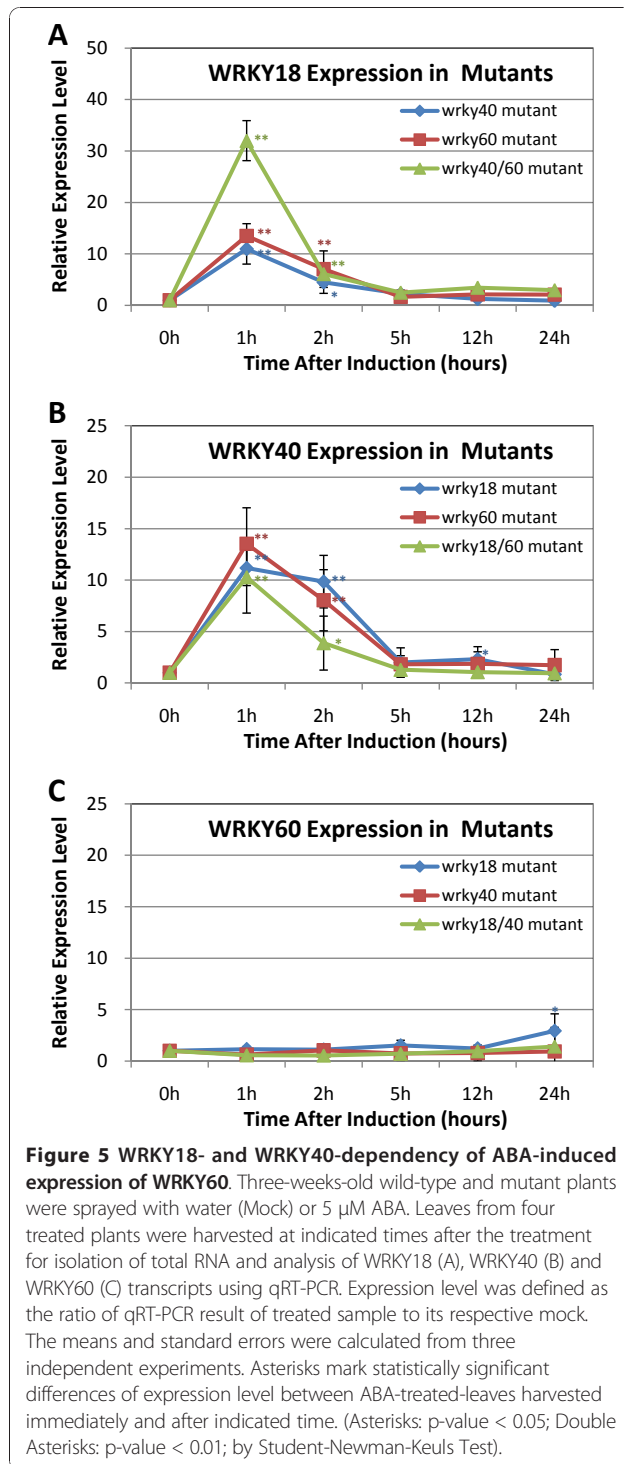 A
WRKY18 Expression in Mutants
Relative Expression Level
50
40
30
20
10
0
wrky40 mutant
wrky60 mutant
wrky40/60 mutant
**
**
**
**
**
*
0h 1h 2h 5h 12h 24h
Time After Induction (hours)
B
WRKY40 Expression in Mutants
Relative Expression Level
25
20
15
10
5
0
wrky18 mutant
wrky60 mutant
wrky18/60 mutant
**
**
**
**
**
*
*
0h 1h 2h 5h 12h 24h
Time After Induction (hours)
C
WRKY60 Expression in Mutants
Relative Expression Level
25
20
15
10
5
0
wrky18 mutant
wrky40 mutant
wrky18/40 mutant
*
0h 1h 2h 5h 12h 24h
Time After Induction (hours)
Figure 5 WRKY18- and WRKY40-dependency of ABA-induced
expression of WRKY60. Three-weeks-old wild-type and mutant plants
were sprayed with water (Mock) or 5 μM ABA. Leaves from four
treated plants were harvested at indicated times after the treatment
for isolation of total RNA and analysis of WRKY18 (A), WRKY40 (B) and
WRKY60 (C) transcripts using qRT-PCR. Expression level was defined as
the ratio of qRT-PCR result of treated sample to its respective mock.
The means and standard errors were calculated from three
independent experiments. Asterisks mark statistically significant
differences of expression level between ABA-treated-leaves harvested
immediately and after indicated time. (Asterisks: p-value < 0.05; Double
Asterisks: p-value < 0.01; by Student-Newman-Keuls Test).